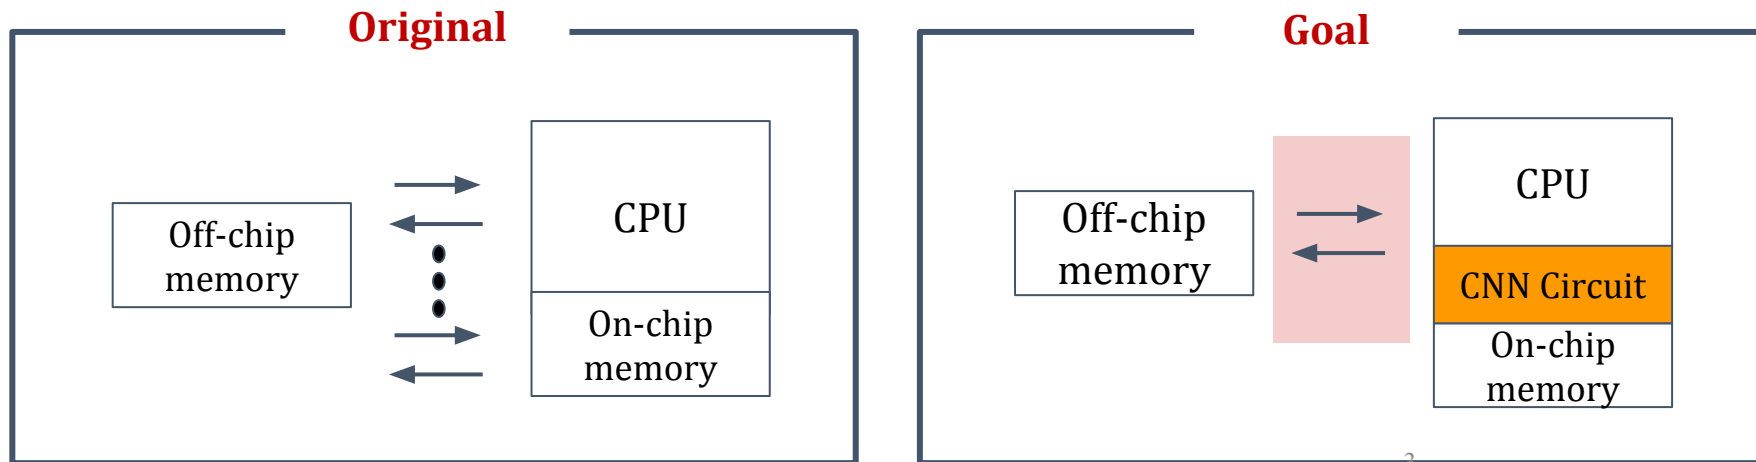 Original
Off-chip
memory
CPU
On-chip
memory
Goal
Off-chip
memory
CPU
CNN Circuit
On-chip
memory